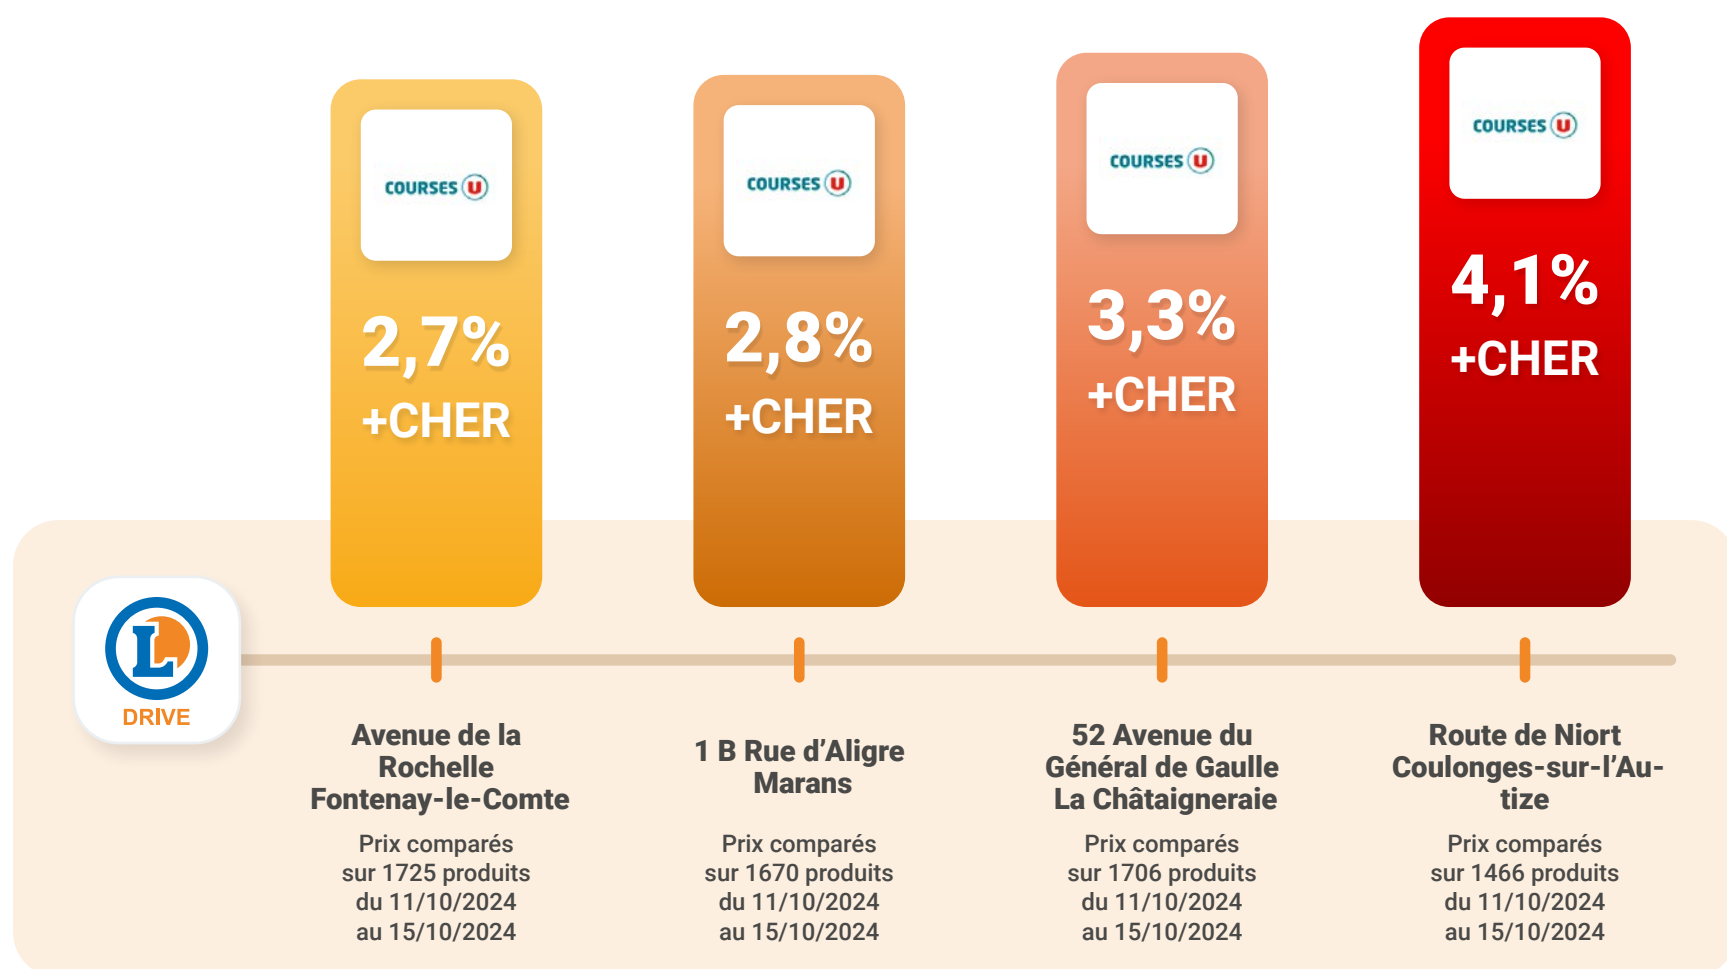 COURSES U
2,7%
+CHER
COURSES U
2,8%
+CHER
COURSES U
3,3%
+CHER
COURSES U
4,1%
+CHER
L
DRIVE
Avenue de la
Rochelle
Fontenay-le-Comte
Prix comparés
sur 1725 produits
du 11/10/2024
au 15/10/2024
1 B Rue d’Aligre
Marans
Prix comparés
sur 1670 produits
du 11/10/2024
au 15/10/2024
52 Avenue du
Général de Gaulle
La Châtaigneraie
Prix comparés
sur 1706 produits
du 11/10/2024
au 15/10/2024
Route de Niort
Coulonges-sur-l’Au-
tize
Prix comparés
sur 1466 produits
du 11/10/2024
au 15/10/2024